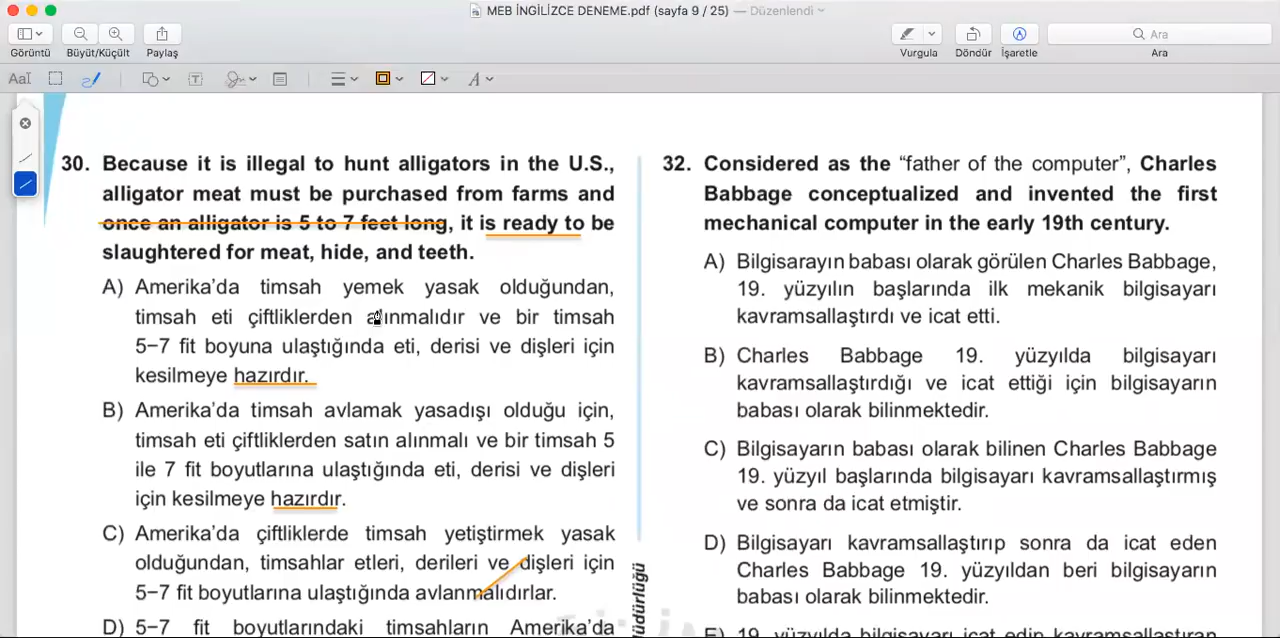 MEB İNGİLİZCE DENEME.pdf (sayfa 9 / 25) — Düzenlendi
Görüntü
Büyüt/Küçült
Paylaş
Vurgula
Döndür
İşaretle
Ara
Ara
30. Because it is illegal to hunt alligators in the U.S.,
alligator meat must be purchased from farms and
once an alligator is 5 to 7 feet long, it is ready to be
slaughtered for meat, hide, and teeth.
A) Amerika’da timsah yemek yasak olduğundan,
timsah eti çiftliklerden alınmalıdır ve bir timsah
5−7 fit boyuna ulaştığında eti, derisi ve dişleri için
kesilmeye hazırdır.
B) Amerika’da timsah avlamak yasadışı olduğu için,
timsah eti çiftliklerden satın alınmalı ve bir timsah 5
ile 7 fit boyutlarına ulaştığında eti, derisi ve dişleri
için kesilmeye hazırdır.
C) Amerika’da çiftliklerde timsah yetiştirmek yasak
olduğundan, timsahlar etleri, derileri ve dişleri için
5−7 fit boyutlarına ulaştığında avlanmalıdırlar.
D) 5−7 fit boyutlarındaki timsahların Amerika’da
32. Considered as the “father of the computer”, Charles
Babbage conceptualized and invented the first
mechanical computer in the early 19th century.
A) Bilgisarayın babası olarak görülen Charles Babbage,
19. yüzyılın başlarında ilk mekanik bilgisayarı
kavramsallaştırdı ve icat etti.
B) Charles Babbage 19. yüzyılda bilgisayarı
kavramsallaştırdığı ve icat ettiği için bilgisayarın
babası olarak bilinmektedir.
C) Bilgisayarın babası olarak bilinen Charles Babbage
19. yüzyıl başlarında bilgisayarı kavramsallaştırmış
ve sonra da icat etmiştir.
D) Bilgisayarı kavramsallaştırıp sonra da icat eden
Charles Babbage 19. yüzyıldan beri bilgisayarın
babası olarak bilinmektedir.
E) 19. yüzyılda bilgisayarı icat edip kavramsallaştıran